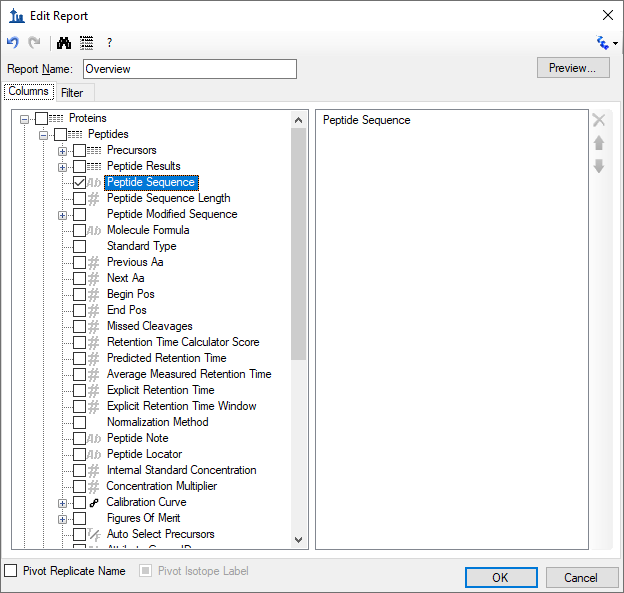 Edit Report
?
Report Name: Overview Preview...
Columns Filter
Proteins
Peptides
Precursors
Peptide Results
Ab Peptide Sequence
# Peptide Sequence Length
Peptide Modified Sequence
Ab Molecule Formula
Standard Type
# Previous Aa
# Next Aa
# Begin Pos
# End Pos
# Missed Cleavages
# Retention Time Calculator Score
# Predicted Retention Time
# Average Measured Retention Time
# Explicit Retention Time
# Explicit Retention Time Window
Normalization Method
Ab Peptide Note
Ab Peptide Locator
# Internal Standard Concentration
# Concentration Multiplier
Calibration Curve
Figures Of Merit
T/F Auto Select Precursors
Peptide Sequence
Pivot Replicate Name Pivot Isotope Label
OK Cancel